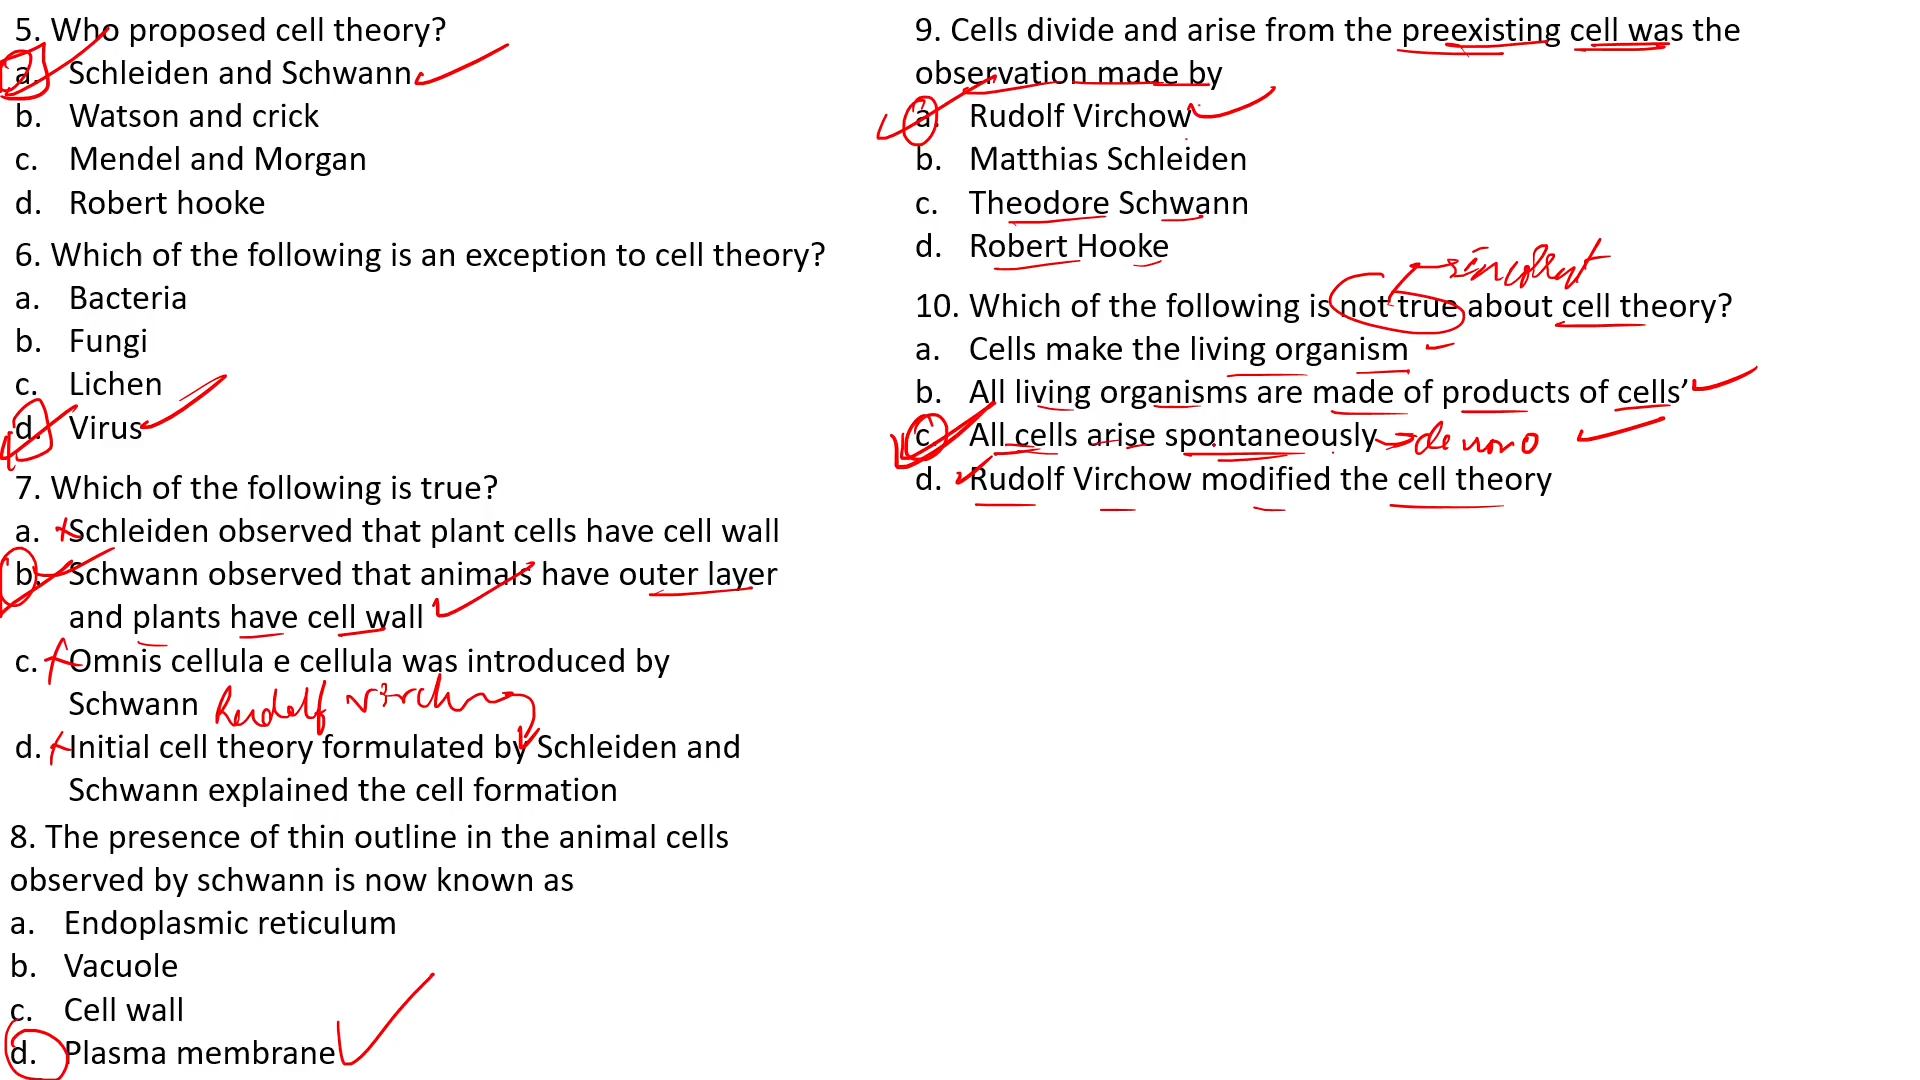 5. Who proposed cell theory?
a. Schleiden and Schwann
b. Watson and crick
c. Mendel and Morgan
d. Robert hooke
6. Which of the following is an exception to cell theory?
a. Bacteria
b. Fungi
c. Lichen
d. Virus
7. Which of the following is true?
a. Schleiden observed that plant cells have cell wall
b. Schwann observed that animals have outer layer
and plants have cell wall
c. Omnis cellula e cellula was introduced by
Schwann Rudolf virchow
d. Initial cell theory formulated by Schleiden and
Schwann explained the cell formation
8. The presence of thin outline in the animal cells
observed by schwann is now known as
a. Endoplasmic reticulum
b. Vacuole
c. Cell wall
d. Plasma membrane
9. Cells divide and arise from the preexisting cell was the
observation made by
a. Rudolf Virchow
b. Matthias Schleiden
c. Theodore Schwann
d. Robert Hooke
10. Which of the following is not true about cell theory?
a. Cells make the living organism
b. All living organisms are made of products of cells’
c. All cells arise spontaneously → de novo
d. Rudolf Virchow modified the cell theory